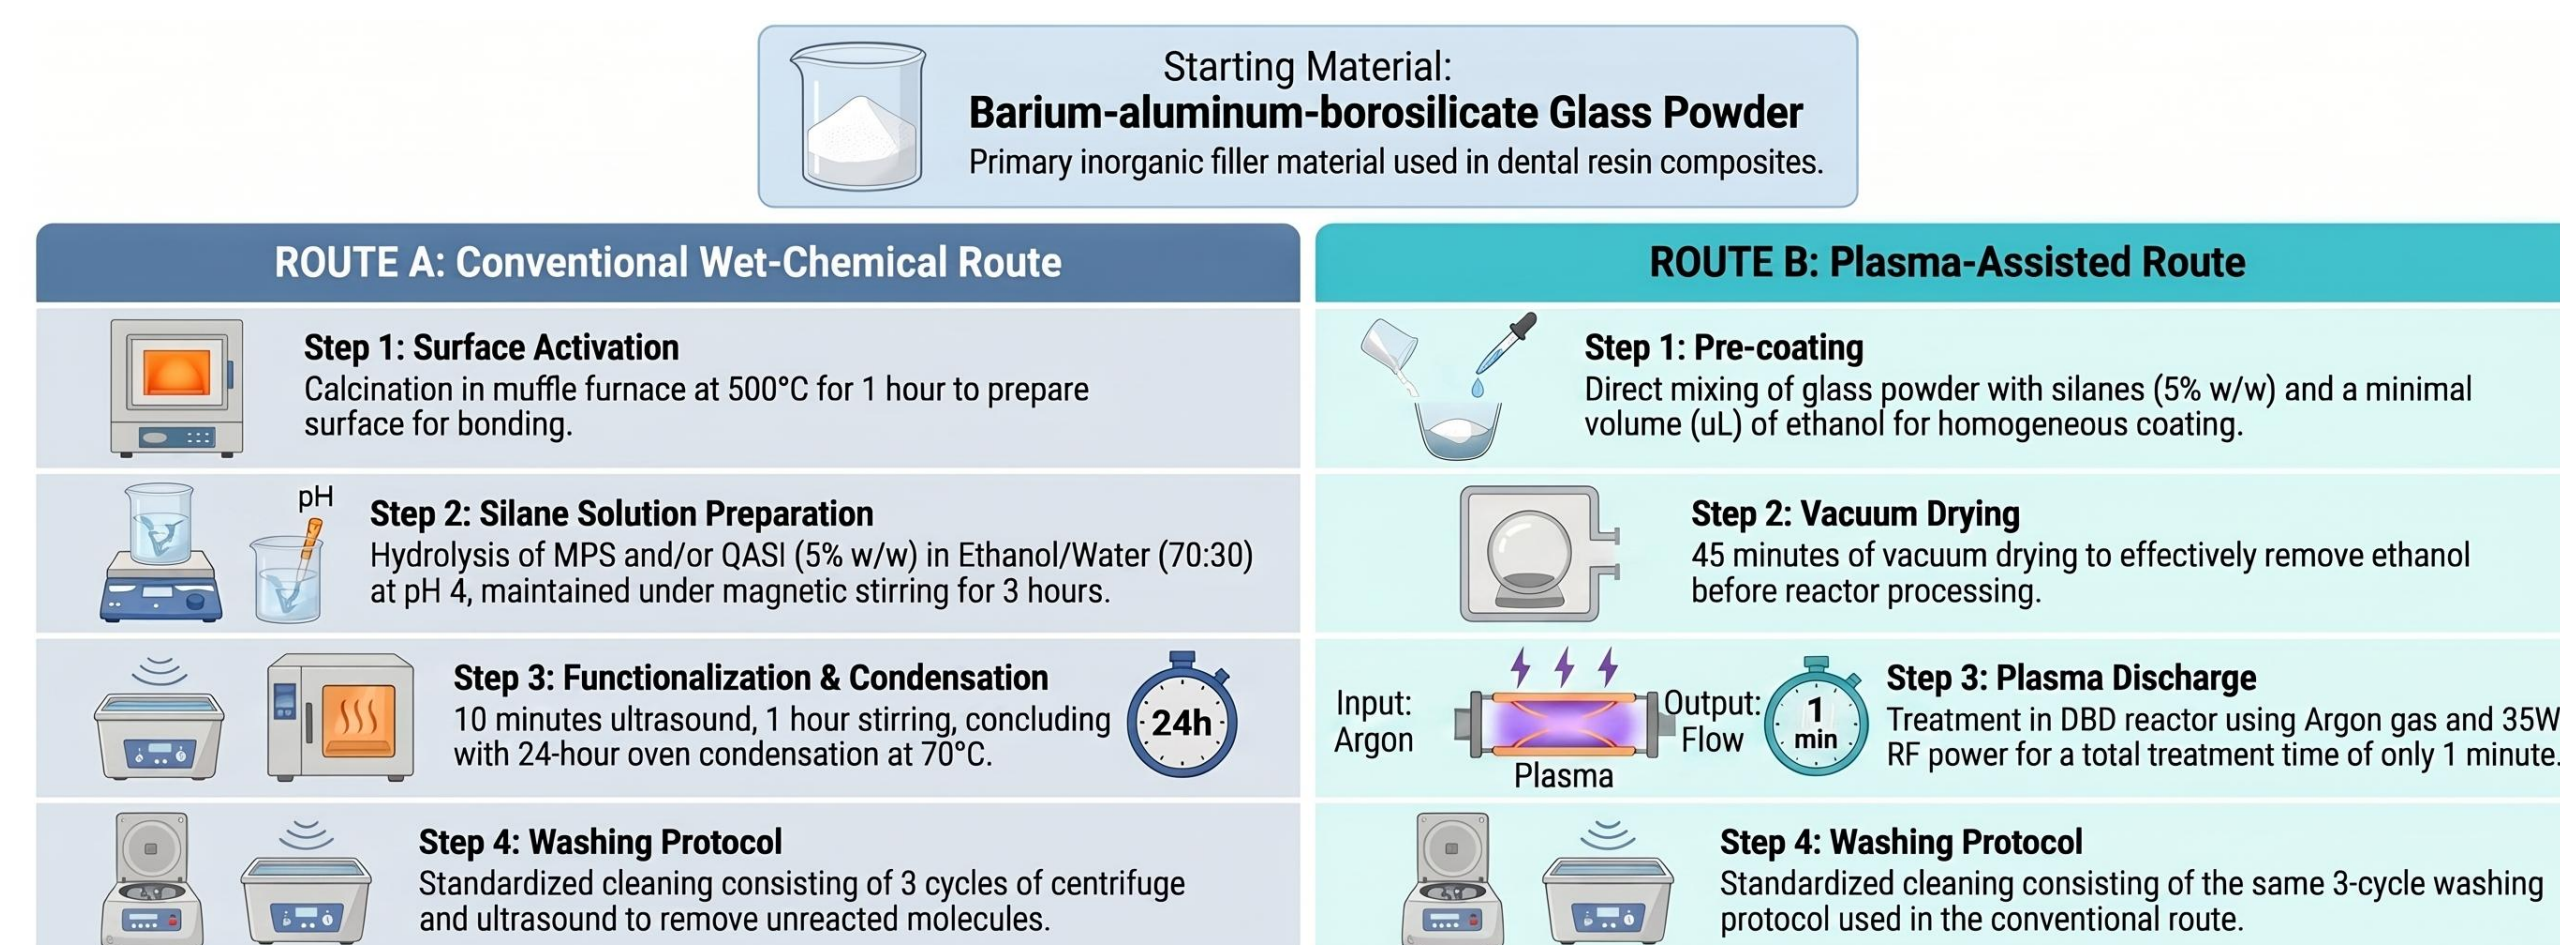 Starting Material:
Barium-aluminum-borosilicate Glass Powder
Primary inorganic filler material used in dental resin composites.
ROUTE A: Conventional Wet-Chemical Route
Step 1: Surface Activation
Calcination in muffle furnace at 500°C for 1 hour to prepare
surface for bonding.
pH
Step 2: Silane Solution Preparation
Hydrolysis of MPS and/or QASI (5% w/w) in Ethanol/Water (70:30)
at pH 4, maintained under magnetic stirring for 3 hours.
Step 3: Functionalization & Condensation
10 minutes ultrasound, 1 hour stirring, concluding
with 24-hour oven condensation at 70°C.
24h
Step 4: Washing Protocol
Standardized cleaning consisting of 3 cycles of centrifuge
and ultrasound to remove unreacted molecules.
ROUTE B: Plasma-Assisted Route
Step 1: Pre-coating
Direct mixing of glass powder with silanes (5% w/w) and a minimal
volume (uL) of ethanol for homogeneous coating.
Step 2: Vacuum Drying
45 minutes of vacuum drying to effectively remove ethanol
before reactor processing.
Input:
Argon
Plasma
Output:
Flow
1
min
Step 3: Plasma Discharge
Treatment in DBD reactor using Argon gas and 35W
RF power for a total treatment time of only 1 minute.
Step 4: Washing Protocol
Standardized cleaning consisting of the same 3-cycle washing
protocol used in the conventional route.